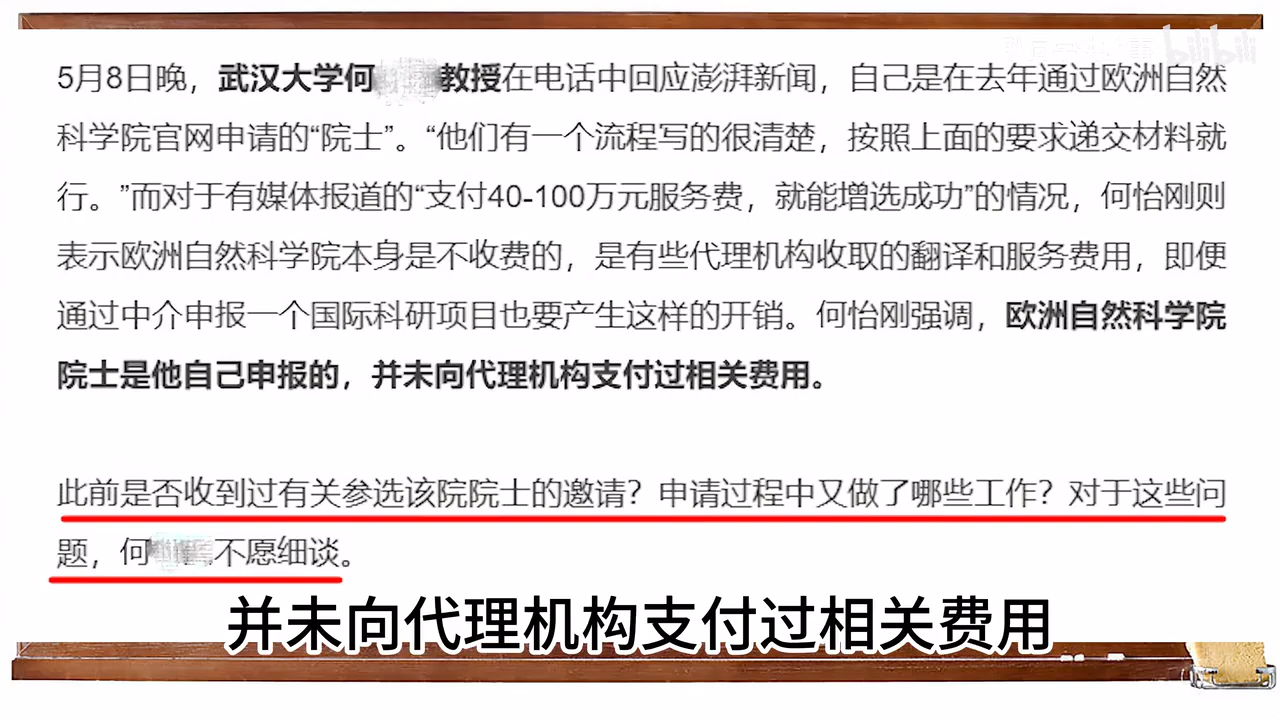 bilibili
5月8日晚，武汉大学何 教授在电话中回应澎湃新闻，自己是在去年通过欧洲自然
科学院官网申请的“院士”。“他们有一个流程写的很清楚，按照上面的要求递交材料就
行。”而对于有媒体报道的“支付40-100万元服务费，就能增选成功”的情况，何怡刚则
表示欧洲自然科学院本身是不收费的，是有些代理机构收取的翻译和服务费用，即便
通过中介申报一个国际科研项目也要产生这样的开销。何怡刚强调，欧洲自然科学院
院士是他自己申报的，并未向代理机构支付过相关费用。
此前是否收到过有关参选该院院士的邀请？申请过程中又做了哪些工作？对于这些问
题，何 不愿细谈。
并未向代理机构支付过相关费用